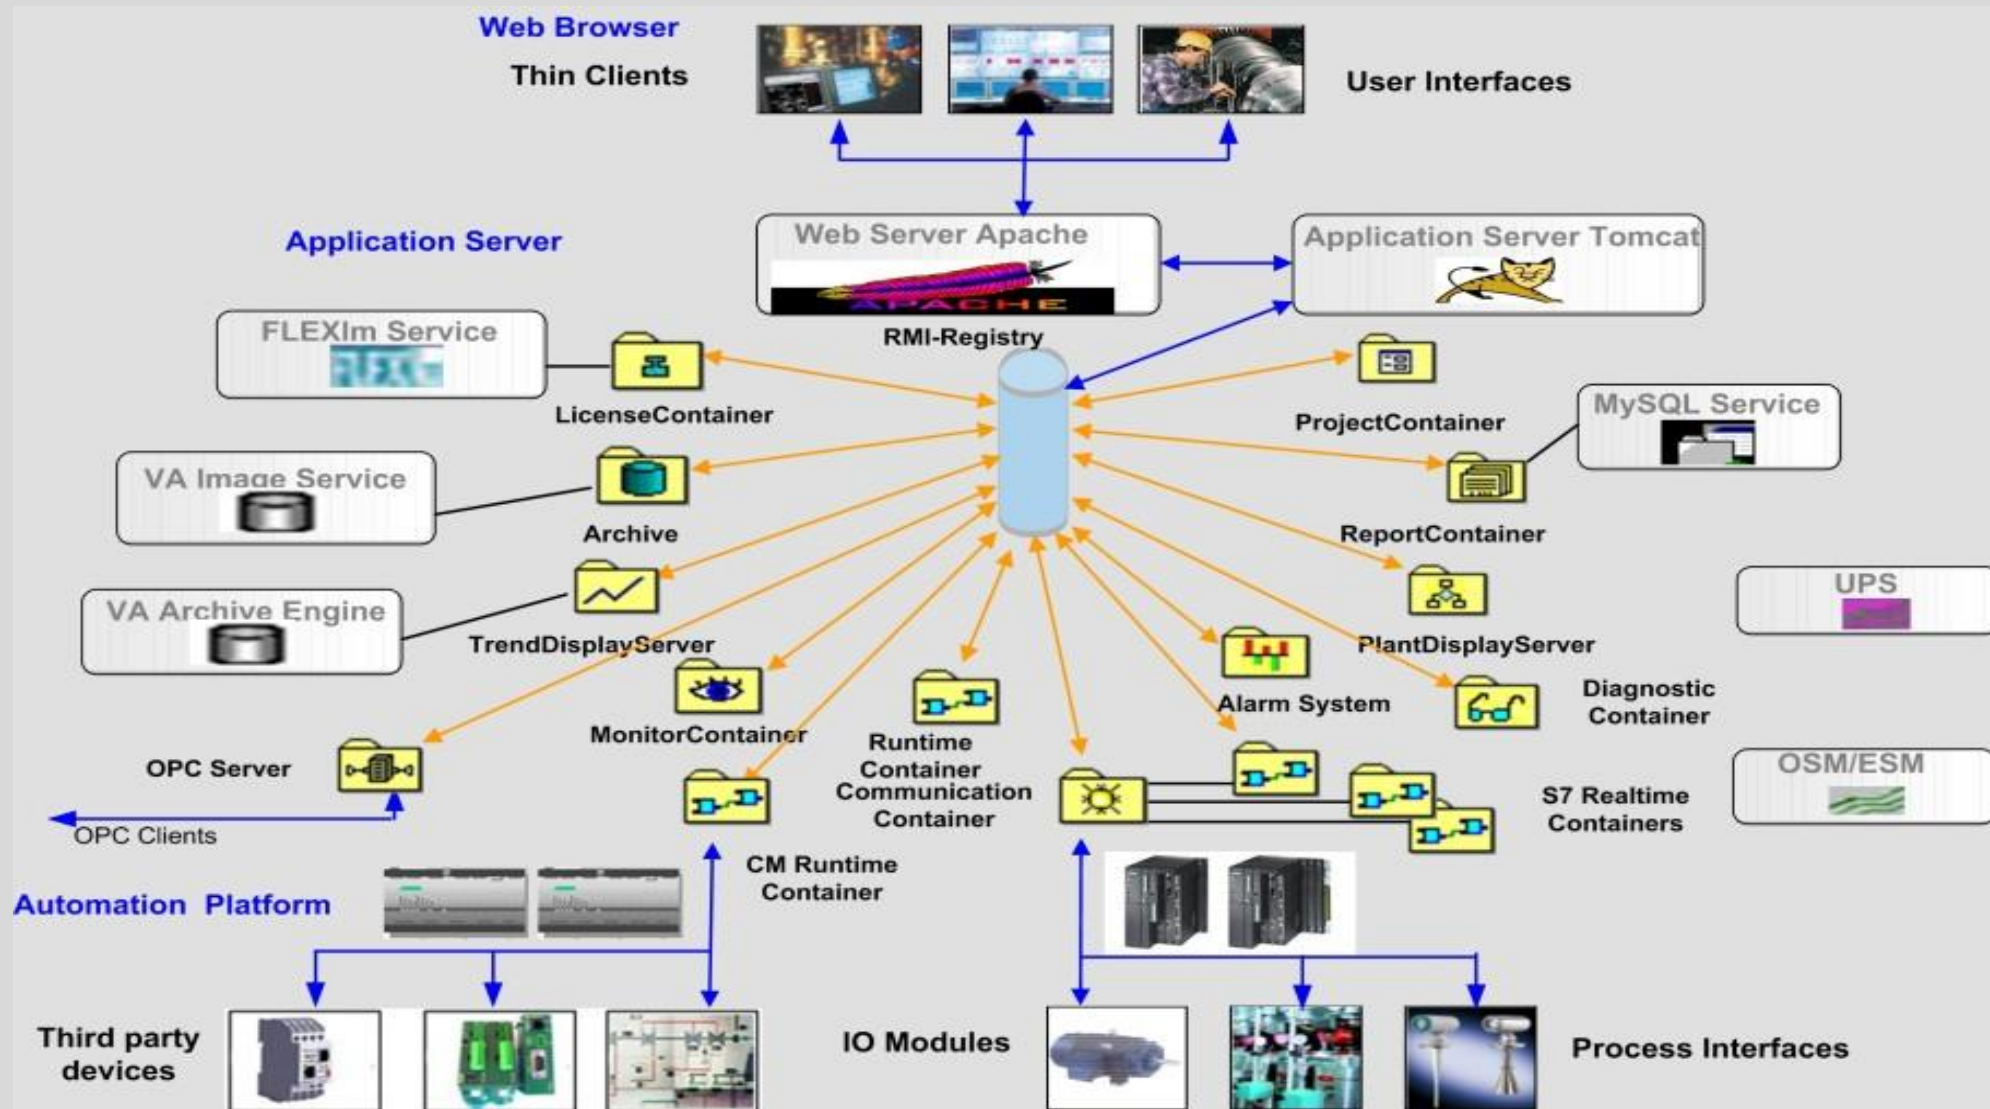 Web Browser
Thin Clients
User Interfaces
Application Server
Web Server Apache
APACHE
Application Server Tomcat
RMI-Registry
FLEXlm Service
LicenseContainer
ProjectContainer
MySQL Service
VA Image Service
Archive
ReportContainer
VA Archive Engine
TrendDisplayServer
PlantDisplayServer
UPS
MonitorContainer
Alarm System
Diagnostic
Container
OPC Server
Runtime
Container
Communication
Container
OSM/ESM
S7 Realtime
Containers
OPC Clients
CM Runtime
Container
Automation Platform
Third party
devices
IO Modules
Process Interfaces